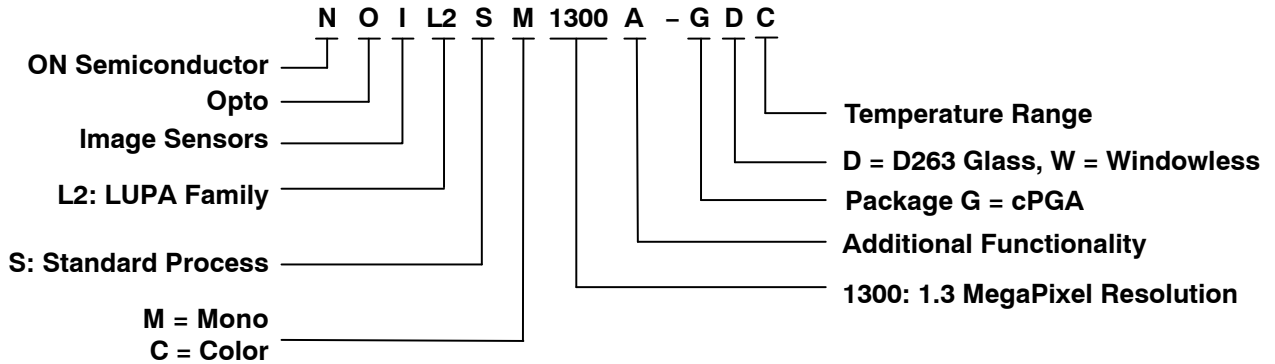 N O I L2 S M 1300 A – G D C
ON Semiconductor
Opto
Image Sensors
L2: LUPA Family
S: Standard Process
M = Mono
C = Color
Temperature Range
D = D263 Glass, W = Windowless
Package G = cPGA
Additional Functionality
1300: 1.3 MegaPixel Resolution